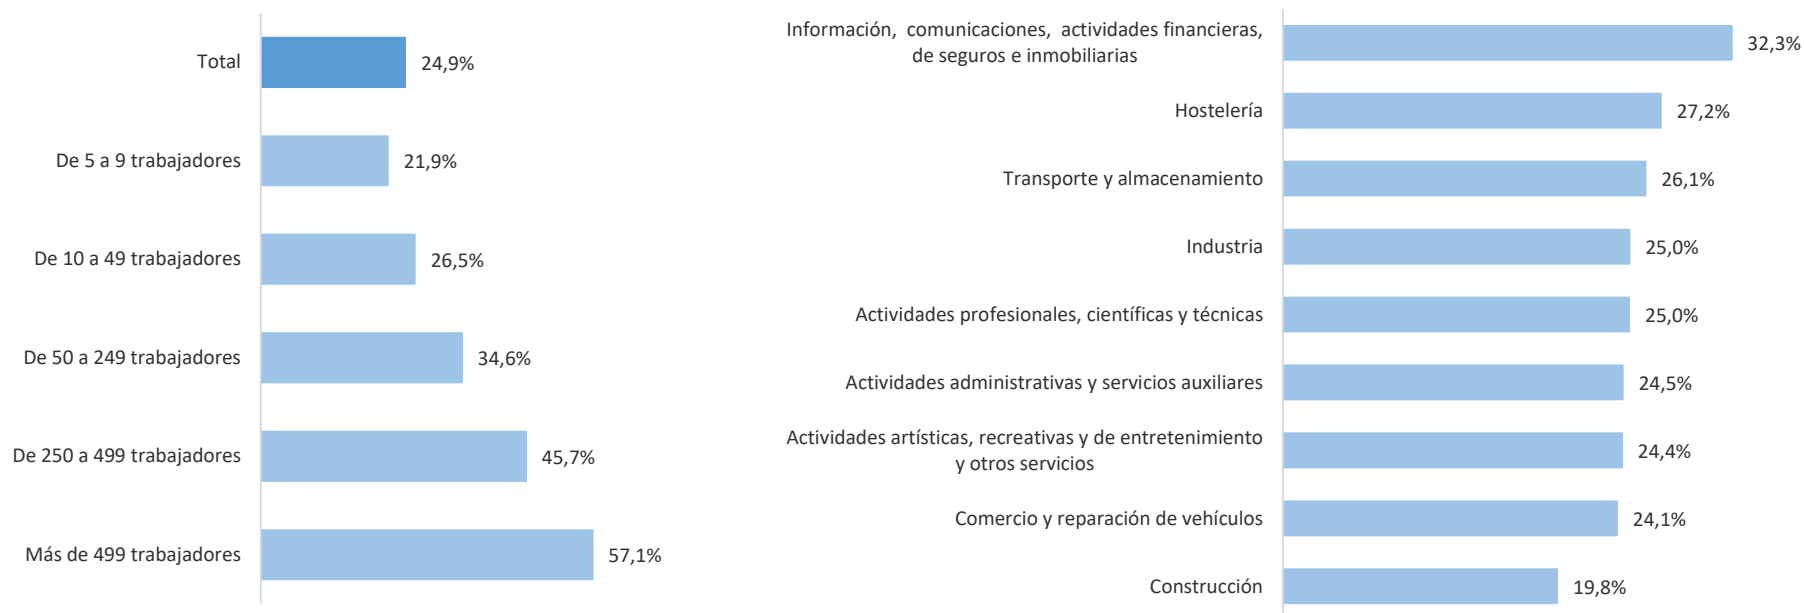 Total
24,9%
De 5 a 9 trabajadores
21,9%
De 10 a 49 trabajadores
26,5%
De 50 a 249 trabajadores
34,6%
De 250 a 499 trabajadores
45,7%
Más de 499 trabajadores
57,1%
Información, comunicaciones, actividades financieras,
de seguros e inmobiliarias
32,3%
Hostelería
27,2%
Transporte y almacenamiento
26,1%
Industria
25,0%
Actividades profesionales, científicas y técnicas
25,0%
Actividades administrativas y servicios auxiliares
24,5%
Actividades artísticas, recreativas y de entretenimiento
y otros servicios
24,4%
Comercio y reparación de vehículos
24,1%
Construcción
19,8%